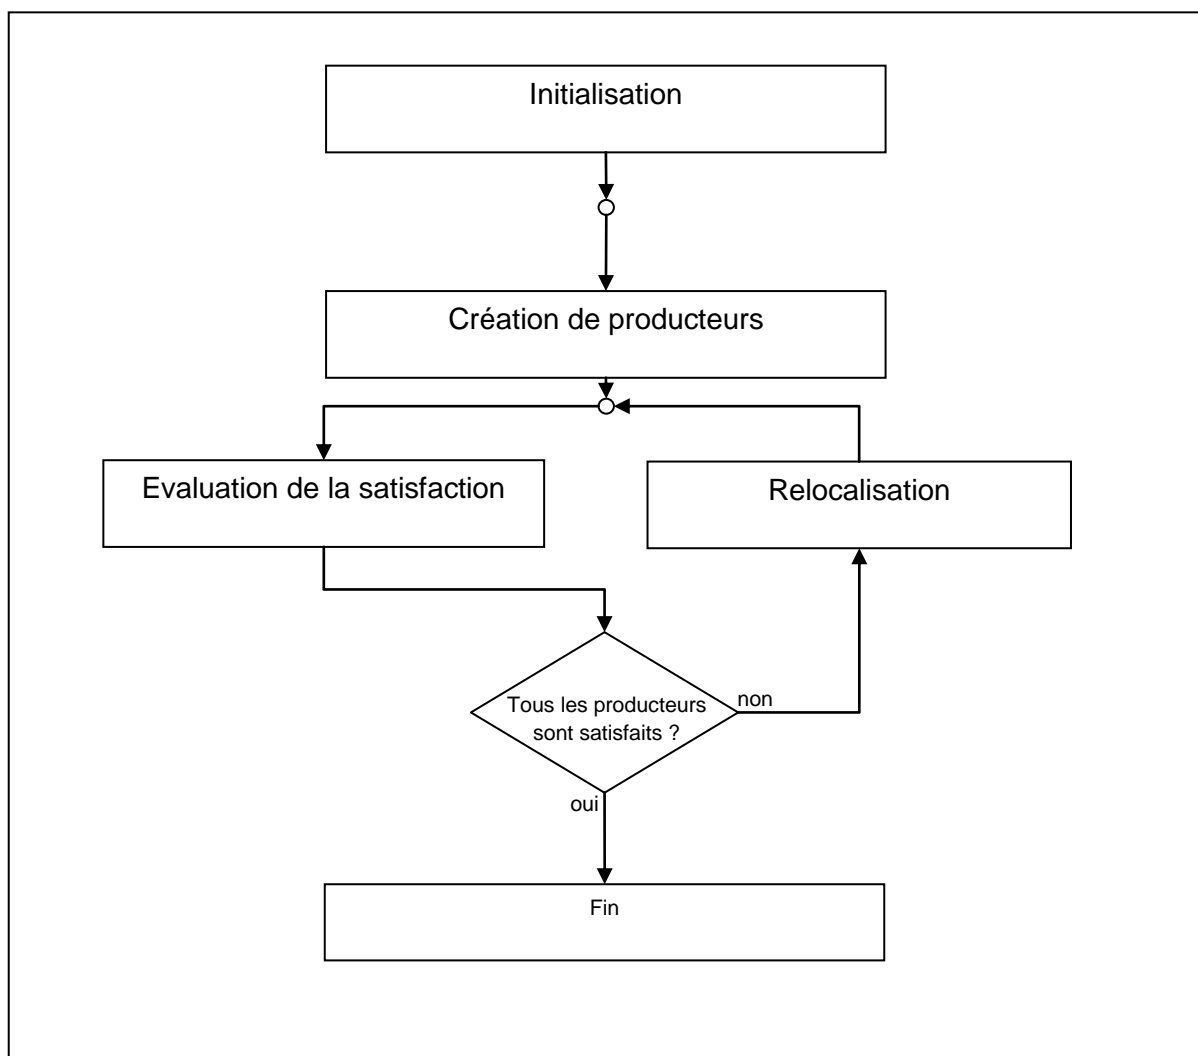 Initialisation
Création de producteurs
Evaluation de la satisfaction
Relocalisation
Tous les producteurs
sont satisfaits ?
non
oui
Fin